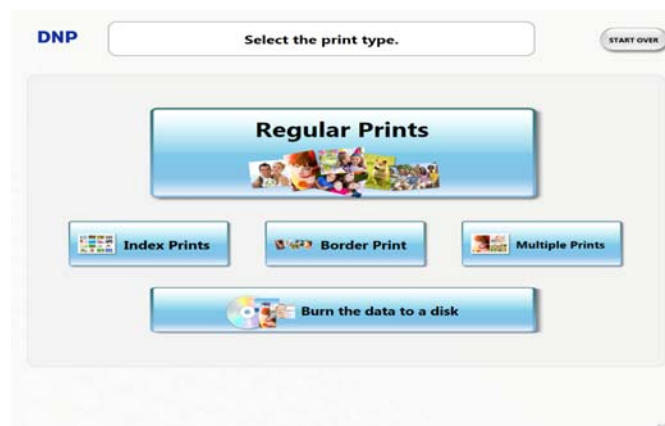 DNP
Select the print type.
START OVER
Regular Prints
Index Prints
Border Print
Multiple Prints
Burn the data to a disk